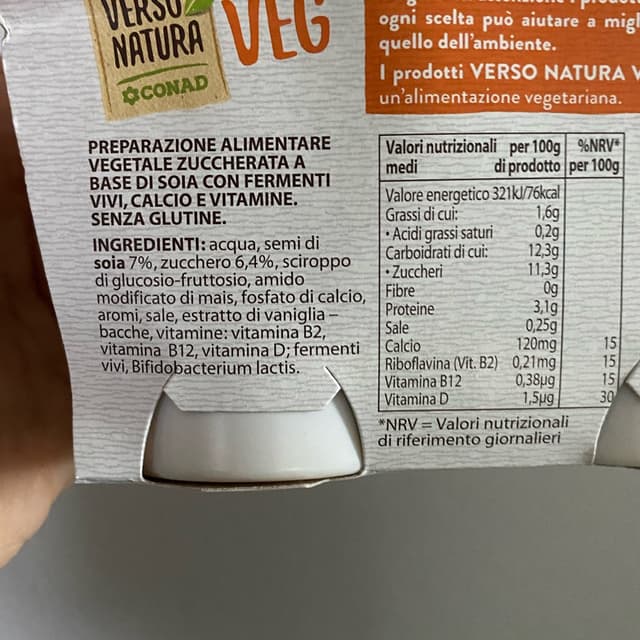 VERSO
NATURA
CONAD
VEG
ogni scelta può aiutare a
quello dell'ambiente.
I prodotti VERSO NATURA
un'alimentazione vegetariana.
PREPARAZIONE ALIMENTARE
VEGETALE ZUCCHERATA A
BASE DI SOIA CON FERMENTI
VIVI, CALCIO E VITAMINE.
SENZA GLUTINE.
INGREDIENTI: acqua, semi di
soia 7%, zucchero 6,4%, sciroppo
di glucosio-fruttosio, amido
modificato di mais, fosfato di calcio,
aromi, sale, estratto di vaniglia –
bacche, vitamine: vitamina B2,
vitamina B12, vitamina D; fermenti
vivi, Bifidobacterium lactis.
Valori nutrizionali per 100g %NRV*
medi di prodotto per 100g
Valore energetico 321kJ/76kcal
Grassi di cui: 1,6g
• Acidi grassi saturi 0,2g
Carboidrati di cui: 12,3g
• Zuccheri 11,3g
Fibre 0g
Proteine 3,1g
Sale 0,25g
Calcio 120mg 15
Riboflavina (Vit. B2) 0,21mg 15
Vitamina B12 0,38µg 15
Vitamina D 1,5µg 30
*NRV = Valori nutrizionali
di riferimento giornalieri